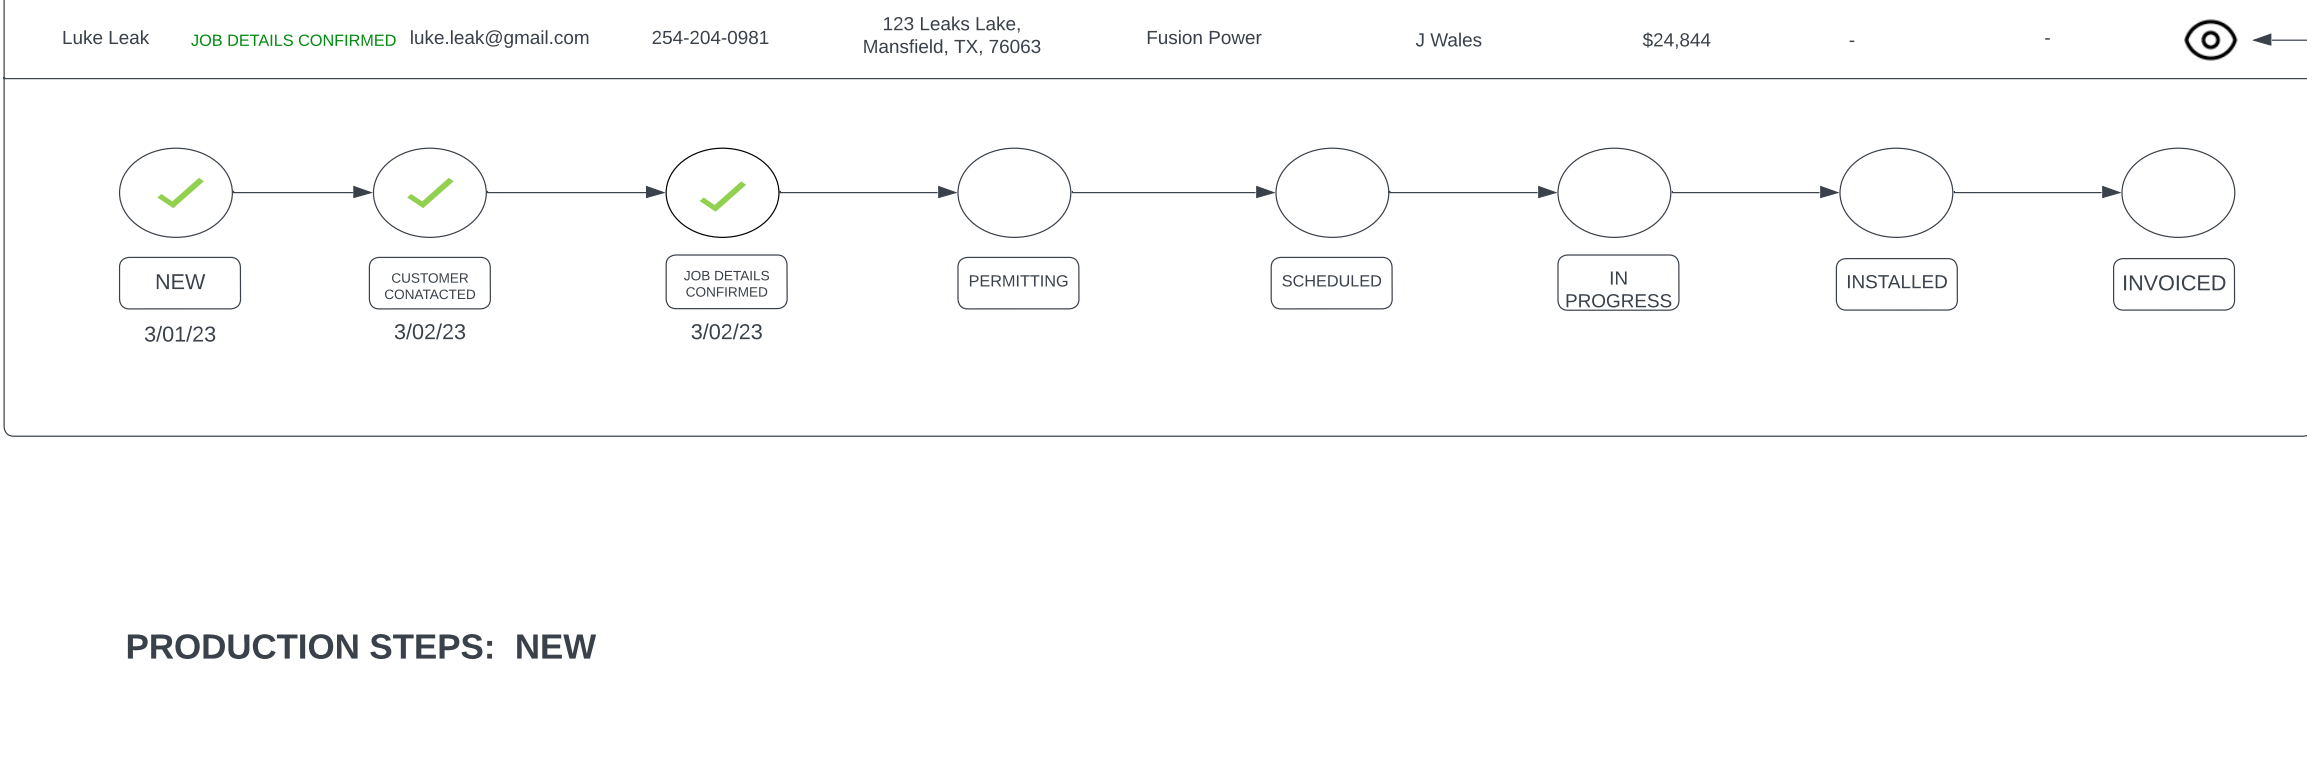 Luke Leak
JOB DETAILS CONFIRMED
luke.leak@gmail.com
254-204-0981
123 Leaks Lake,
Mansfield, TX, 76063
Fusion Power
J Wales
$24,844
-
-
NEW
3/01/23
CUSTOMER
CONATACTED
3/02/23
JOB DETAILS
CONFIRMED
3/02/23
PERMITTING
SCHEDULED
IN
PROGRESS
INSTALLED
INVOICED
PRODUCTION STEPS:  NEW